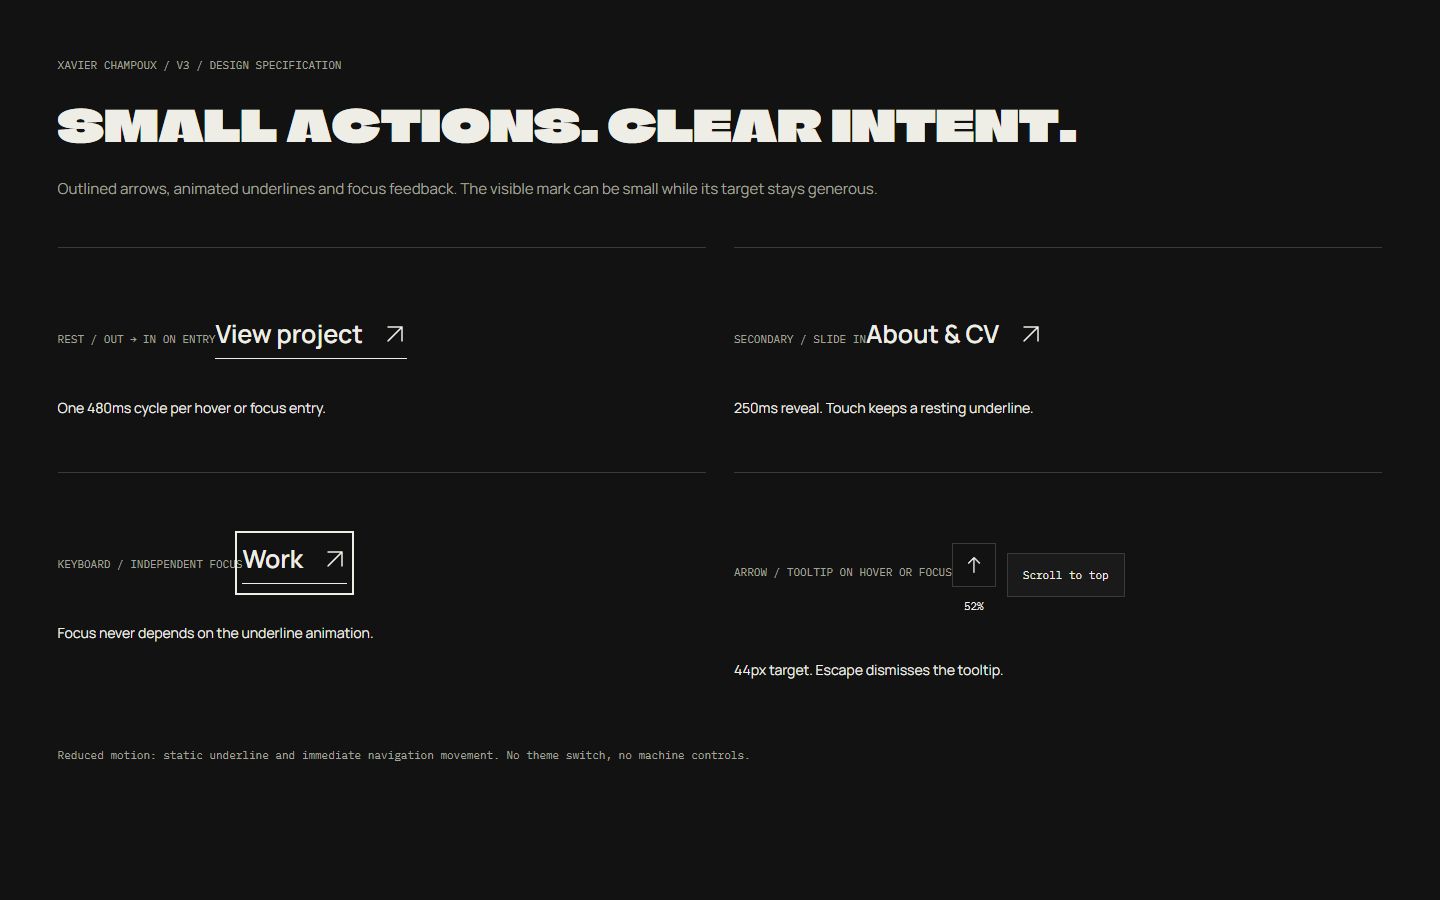 XAVIER CHAMPOUX / V3 / DESIGN SPECIFICATION
SMALL ACTIONS. CLEAR INTENT.
Outlined arrows, animated underlines and focus feedback. The visible mark can be small while its target stays generous.
REST / OUT → IN ON ENTRY View project
One 480ms cycle per hover or focus entry.
SECONDARY / SLIDE IN About & CV
250ms reveal. Touch keeps a resting underline.
KEYBOARD / INDEPENDENT FOCUS Work
Focus never depends on the underline animation.
ARROW / TOOLTIP ON HOVER OR FOCUS Scroll to top
52%
44px target. Escape dismisses the tooltip.
Reduced motion: static underline and immediate navigation movement. No theme switch, no machine controls.